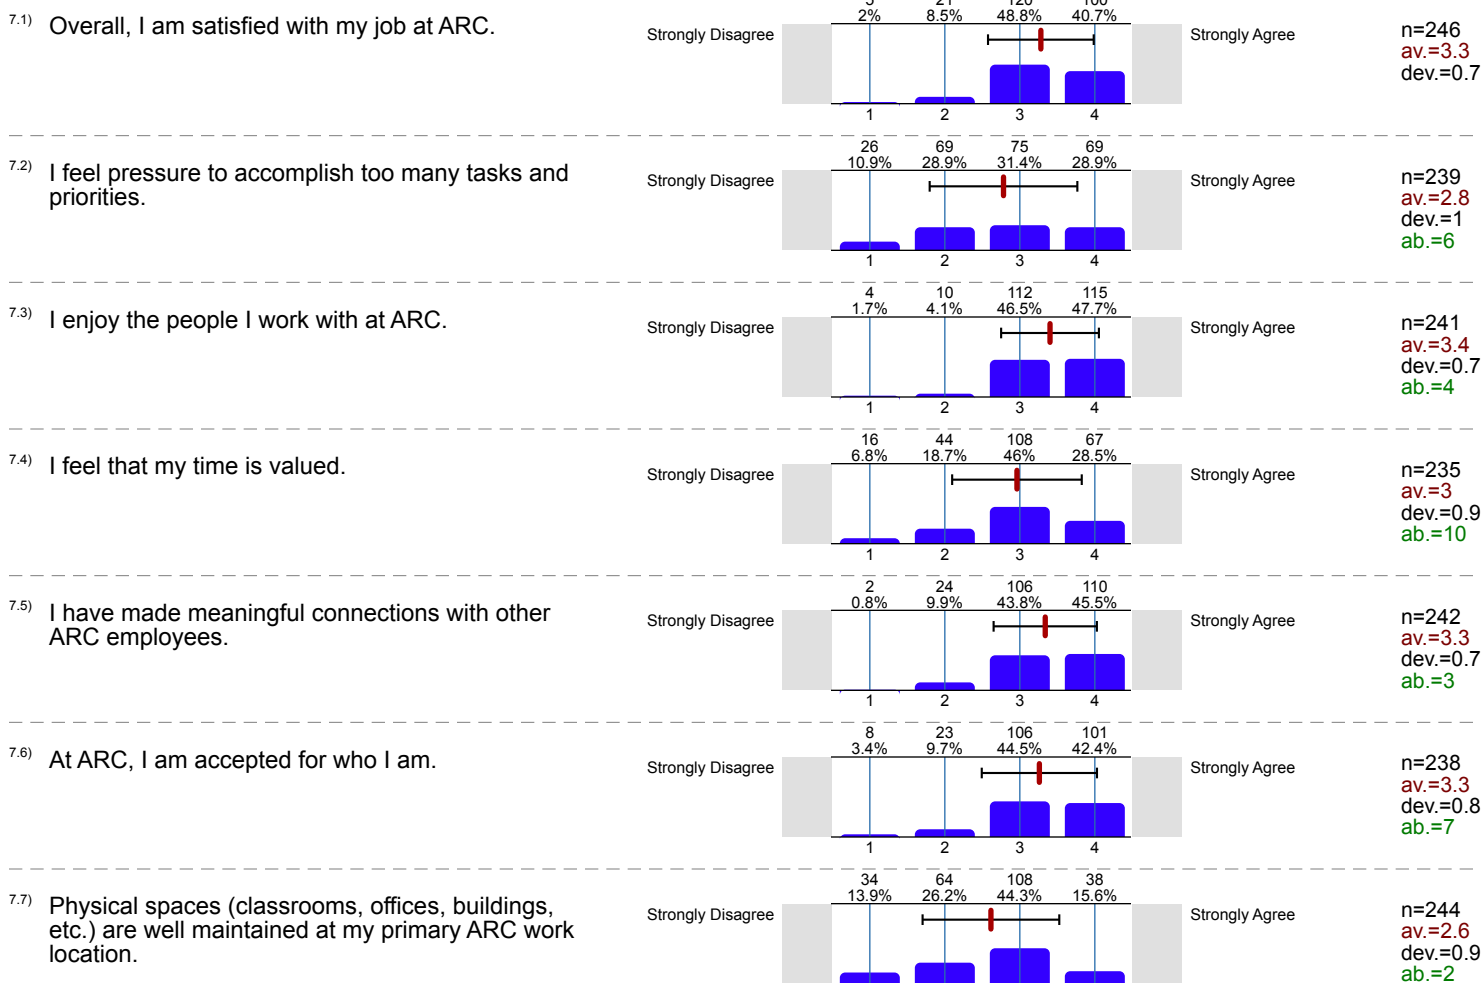 5 21 120 100
2% 8.5% 48.8% 40.7%
7.1) Overall, I am satisfied with my job at ARC.
Strongly Disagree Strongly Agree
n=246
av.=3.3
dev.=0.7
1 2 3 4
26 69 75 69
10.9% 28.9% 31.4% 28.9%
7.2) I feel pressure to accomplish too many tasks and
priorities.
Strongly Disagree Strongly Agree
n=239
av.=2.8
dev.=1
ab.=6
1 2 3 4
4 10 112 115
1.7% 4.1% 46.5% 47.7%
7.3) I enjoy the people I work with at ARC.
Strongly Disagree Strongly Agree
n=241
av.=3.4
dev.=0.7
ab.=4
1 2 3 4
16 44 108 67
6.8% 18.7% 46% 28.5%
7.4) I feel that my time is valued.
Strongly Disagree Strongly Agree
n=235
av.=3
dev.=0.9
ab.=10
1 2 3 4
2 24 106 110
0.8% 9.9% 43.8% 45.5%
7.5) I have made meaningful connections with other
ARC employees.
Strongly Disagree Strongly Agree
n=242
av.=3.3
dev.=0.7
ab.=3
1 2 3 4
8 23 106 101
3.4% 9.7% 44.5% 42.4%
7.6) At ARC, I am accepted for who I am.
Strongly Disagree Strongly Agree
n=238
av.=3.3
dev.=0.8
ab.=7
1 2 3 4
34 64 108 38
13.9% 26.2% 44.3% 15.6%
7.7) Physical spaces (classrooms, offices, buildings,
etc.) are well maintained at my primary ARC work
location.
Strongly Disagree Strongly Agree
n=244
av.=2.6
dev.=0.9
ab.=2